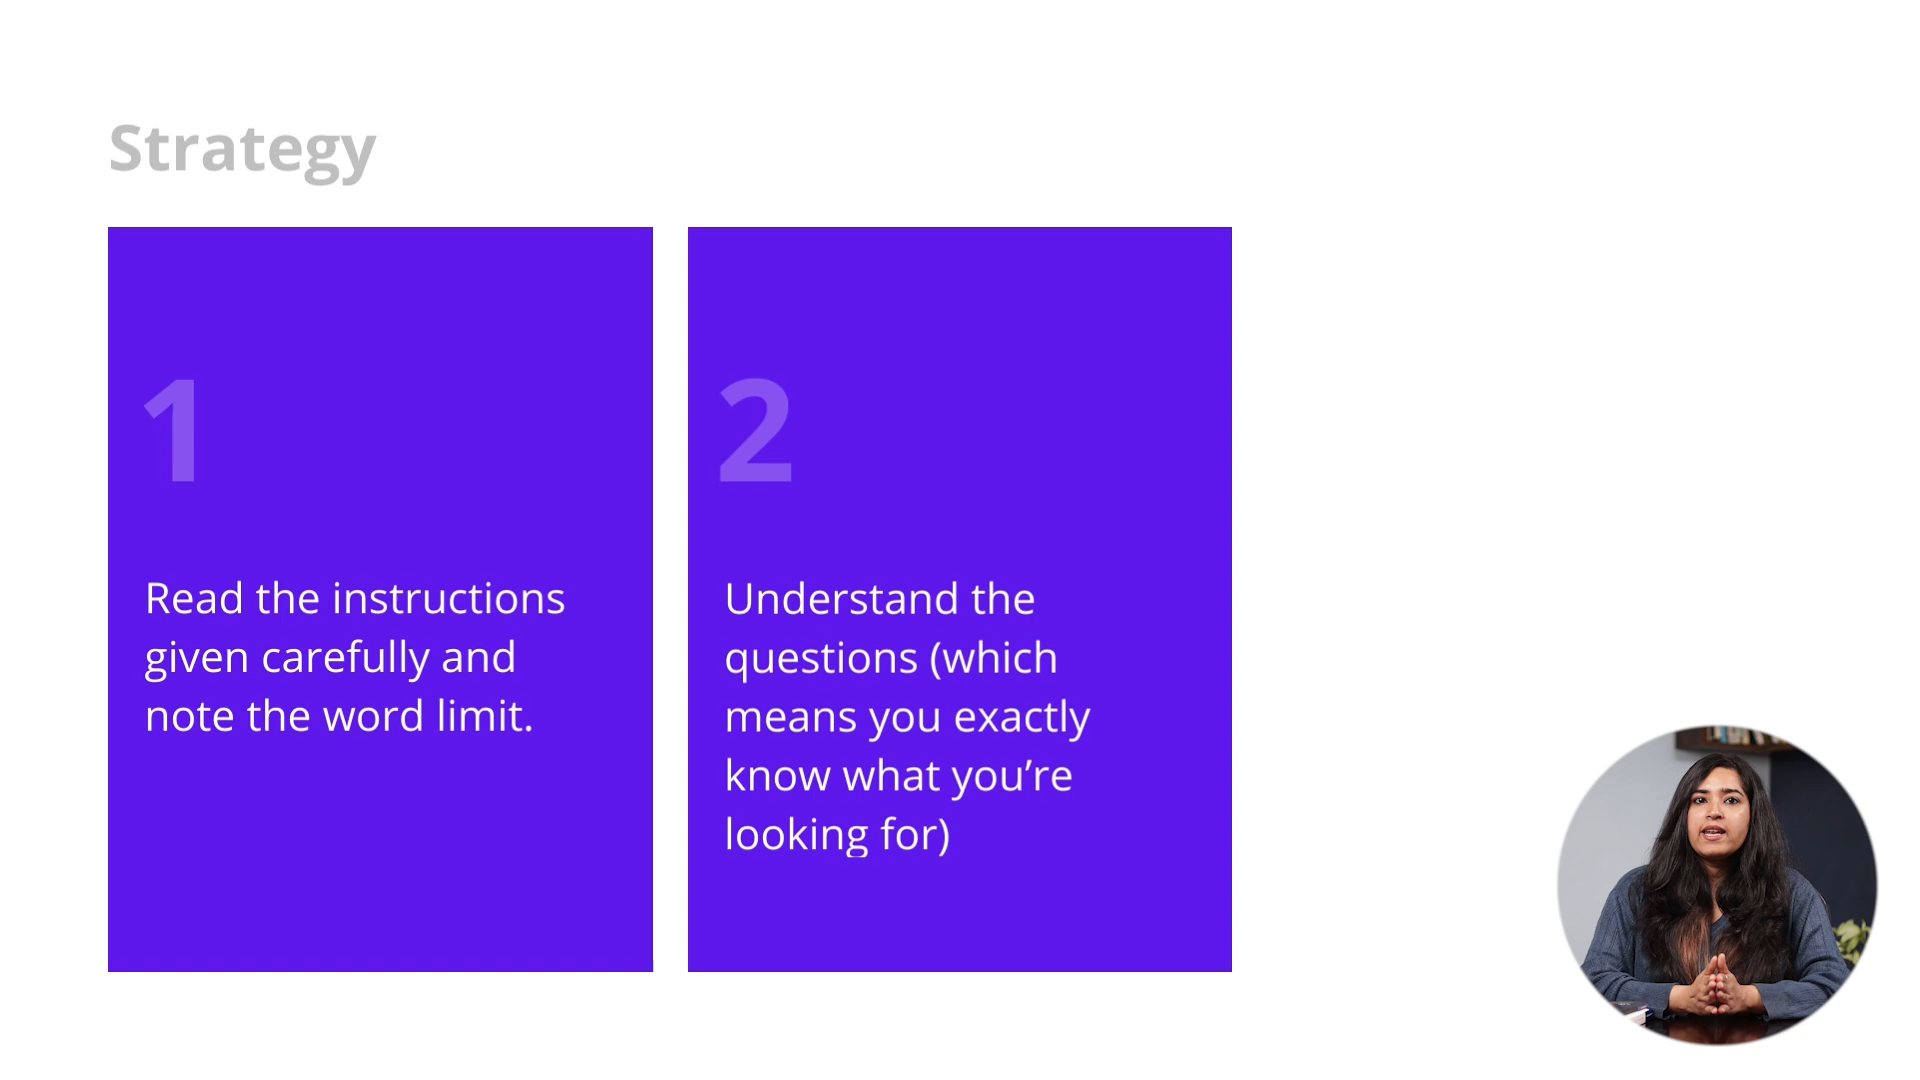 Strategy
1
Read the instructions
given carefully and
note the word limit.
2
Understand the
questions (which
means you exactly
know what you’re
looking for)